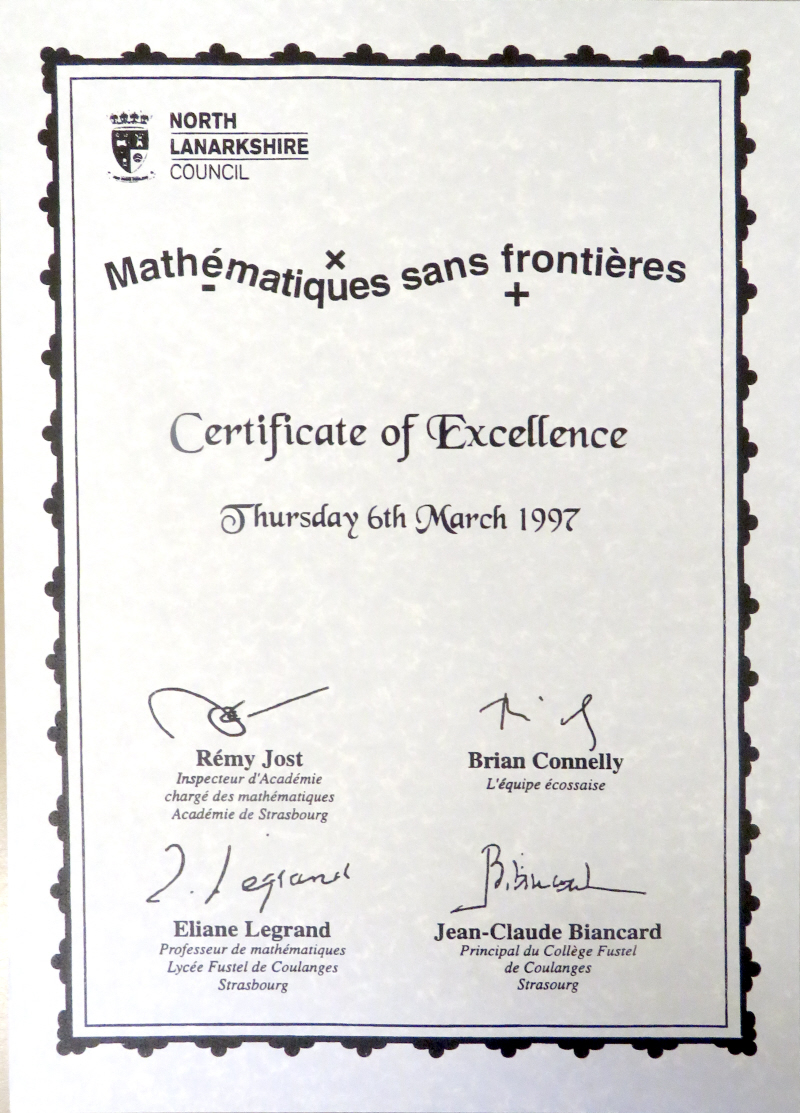 NORTH
LANARKSHIRE
COUNCIL
Mathématiques sans frontières
× - +
Certificate of Excellence
Thursday 6th March 1997
Rémy Jost
Inspecteur d'Académie
chargé des mathématiques
Académie de Strasbourg
Brian Connelly
L'équipe écossaise
Legrand
Eliane Legrand
Professeur de mathématiques
Lycée Fustel de Coulanges
Strasbourg
Jean-Claude Biancard
Principal du Collège Fustel
de Coulanges
Strasourg